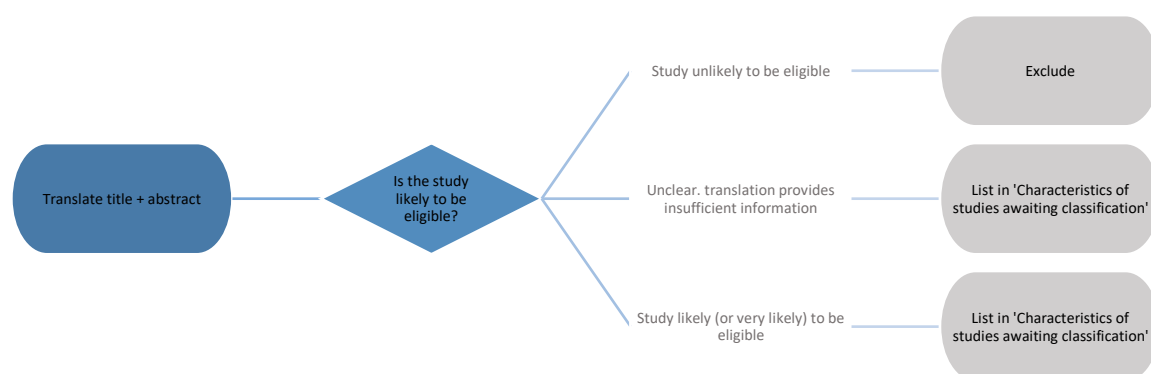 Translate title + abstract
Is the study
likely to be
eligible?
Study unlikely to be eligible
Exclude
Unclear. translation provides
insufficient information
List in 'Characteristics of
studies awaiting classification'
Study likely (or very likely) to be
eligible
List in 'Characteristics of
studies awaiting classification'